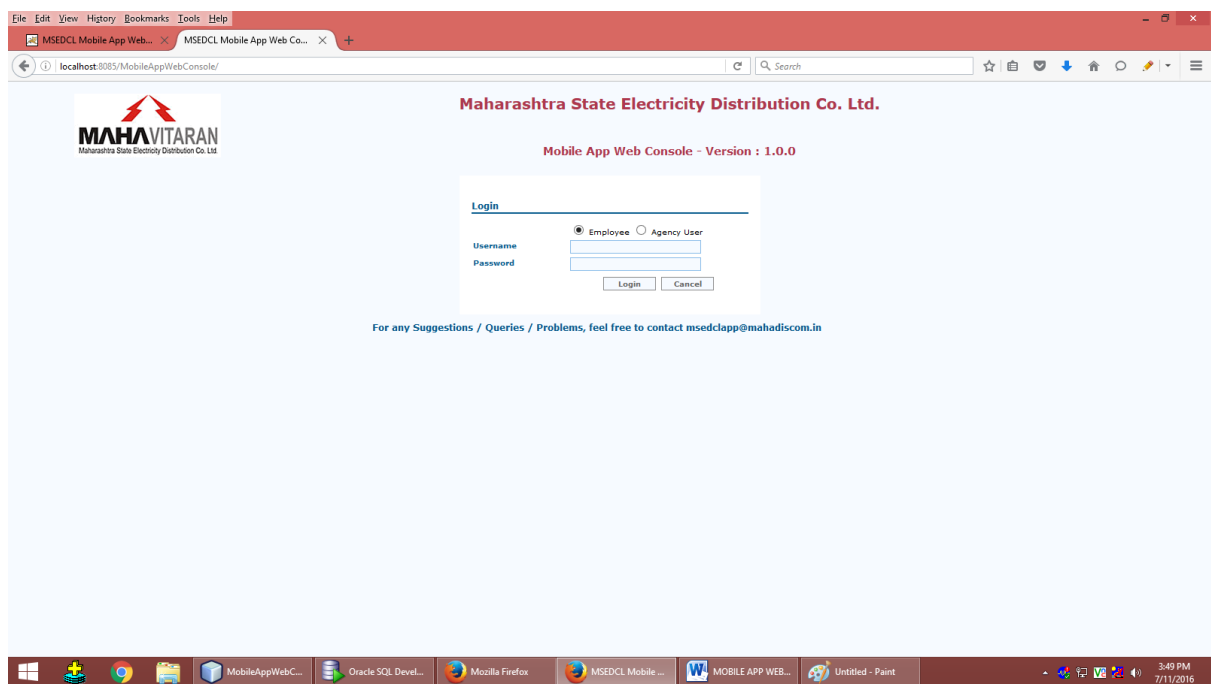 File Edit View History Bookmarks Tools Help
MSEDCL Mobile App Web... MSEDCL Mobile App Web Co...
localhost:8085/MobileAppWebConsole/ Search
MAHAVITARAN
Maharashtra State Electricity Distribution Co. Ltd.
Maharashtra State Electricity Distribution Co. Ltd.
Mobile App Web Console - Version : 1.0.0
Login
Employee Agency User
Username
Password
Login Cancel
For any Suggestions / Queries / Problems, feel free to contact msedclapp@mahadiscom.in
MobileAppWebC... Oracle SQL Devel... Mozilla Firefox MSEDCL Mobile ... MOBILE APP WEB... Untitled - Paint
3:49 PM
7/11/2016